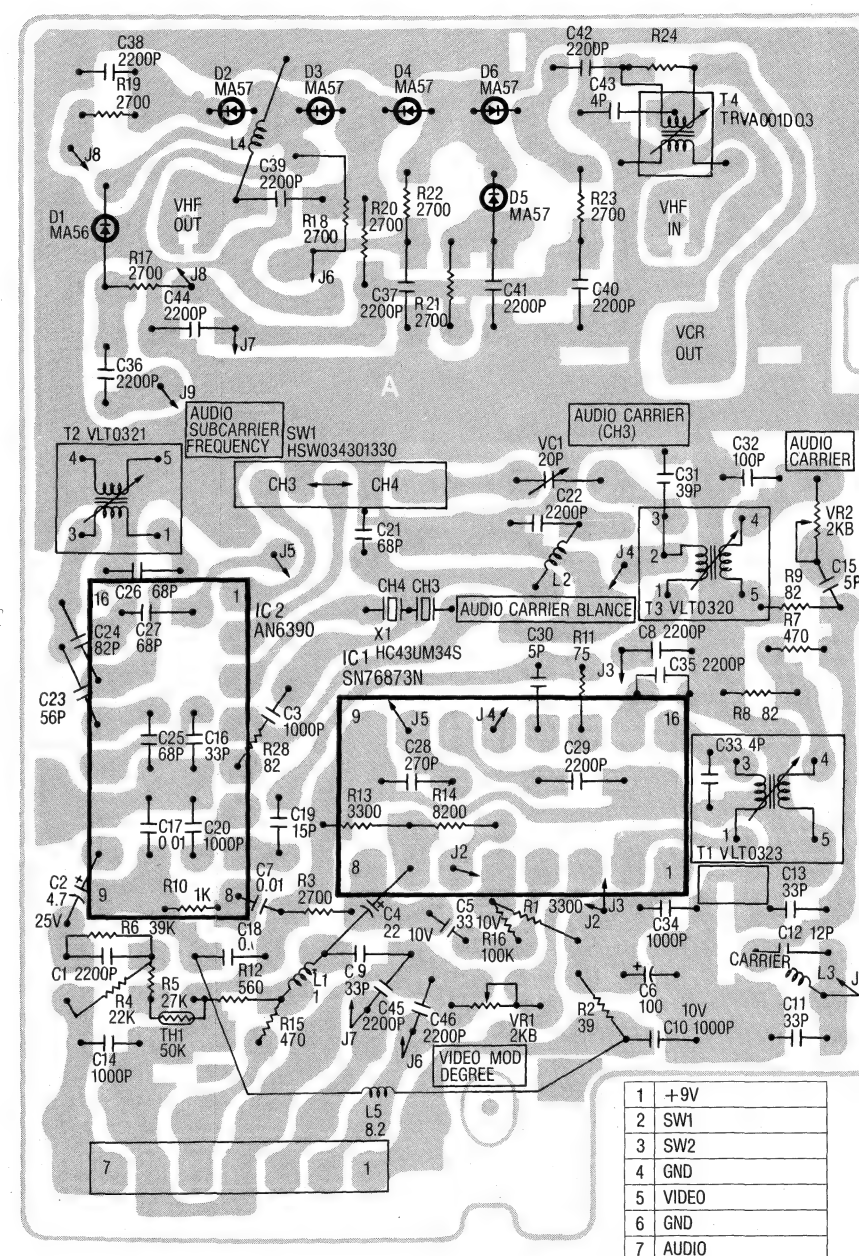 C38
2200P
R19
2700
D2
MA57
D3
MA57
D4
MA57
D6
MA57
C42
2200P
R24
C43
4P
T4
TRVA001D03
J8
L4
C39
2200P
D1
MA56
VHF
OUT
R18
2700
R20
2700
R22
2700
D5
MA57
R23
2700
VHF
IN
R17
2700
J8
J6
C44
2200P
C37
2200P
R21
2700
C41
2200P
C40
2200P
J7
VCR
OUT
C36
2200P
J9
A
T2 VLT0321
AUDIO
SUBCARRIER
FREQUENCY
SW1
HSW034301330
AUDIO CARRIER
(CH3)
VC1
20P
C32
100P
AUDIO
CARRIER
4
5
3
1
CH3
CH4
C31
39P
C22
2200P
VR2
2KB
C21
68P
3
4
2
1
5
J5
L2
J4
C15
5P
C26 68P
CH4 CH3
T3 VLT0320
R9
82
16
1
IC2
AN6390
C27
68P
AUDIO CARRIER BLANCE
X1
HC43UM34S
C24
82P
R7
470
C30
5P
R11
75
C8 2200P
J3
C35 2200P
IC1
SN76873N
C23
56P
C3
1000P
R8 82
9
J5
J4
16
C25
68P
C16
33P
R28
82
C28
270P
C29
2200P
C33 4P
3
4
1
5
C17
0.01
C20
1000P
C19
15P
R13
3300
R14
8200
T1 VLT0323
8
J2
1
C2
4.7
25V
9
R10
1K
8
C7
0.01
R3
2700
C4
22
10V
C5
33
10V
R16
100K
R1
3300
J2
J3
C34
1000P
C13
33P
R6 39K
C18
C12 12P
CARRIER
L3
J
C1 2200P
R5
27K
R12
560
L1
1
C9
33P
C6
100
10V
R4
22K
TH1
50K
R15
470
J7
C45
2200P
C46
2200P
J6
VR1
2KB
R2
39
C10 1000P
C11
33P
C14
1000P
VIDEO MOD
DEGREE
L5
8.2
7
1
1 +9V
2 SW1
3 SW2
4 GND
5 VIDEO
6 GND
7 AUDIO